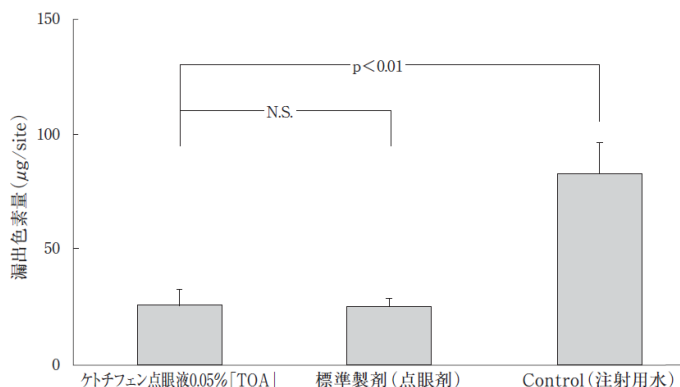 150
p<0.01
N.S.
100
50
0
漏出色素量(μg/site)
ケトチフェン点眼液0.05%「TOA」
標準製剤(点眼剤)
Control(注射用水)